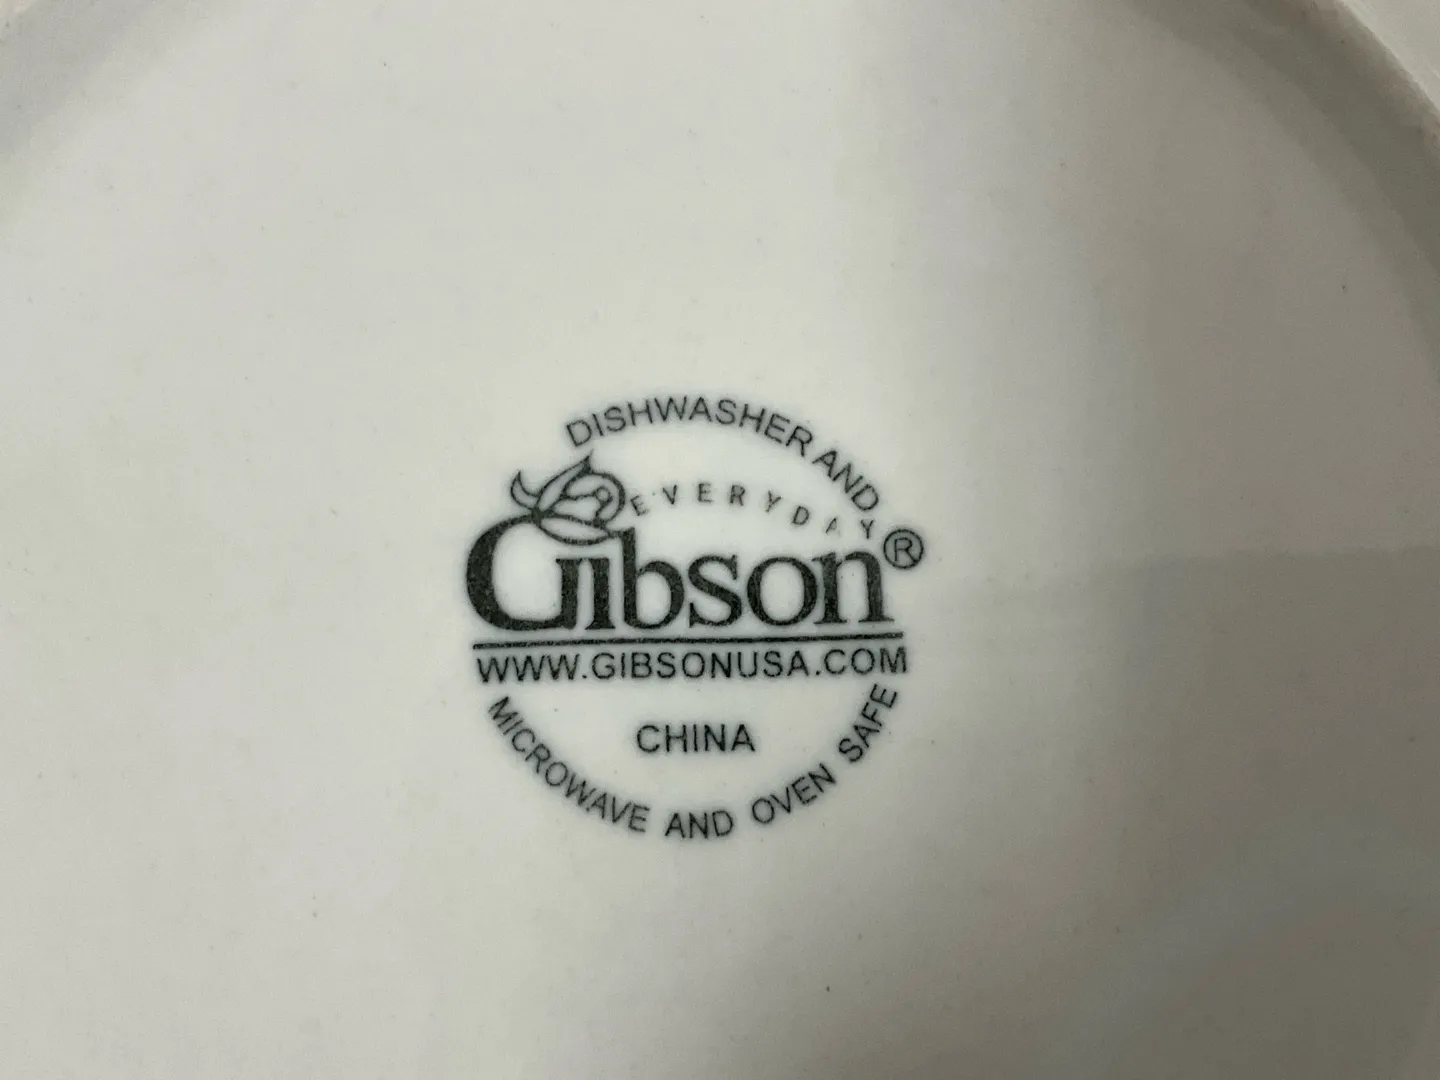 DISHWASHER AND
EVERYDAY
Gibson®
WWW.GIBSONUSA.COM
CHINA
MICROWAVE AND OVEN SAFE